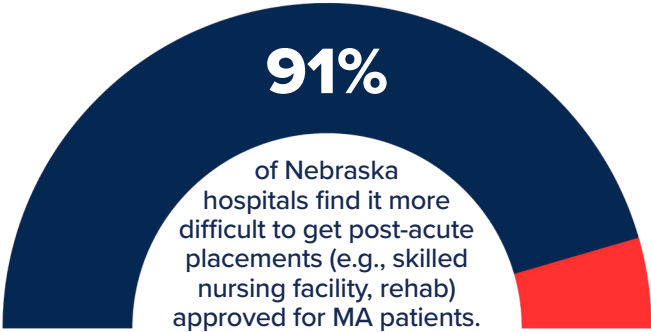 91%
of Nebraska
hospitals find it more
difficult to get post-acute
placements (e.g., skilled
nursing facility, rehab)
approved for MA patients.